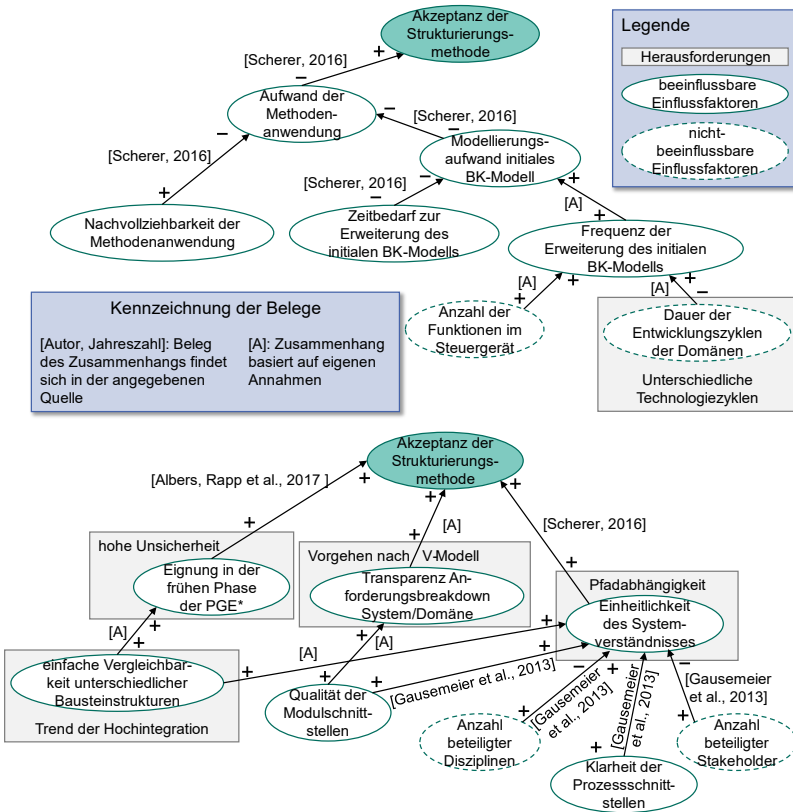 Akzeptanz der
Strukturierungs-
methode
[Scherer, 2016]
+
−
Aufwand der
Methoden-
anwendung
−
−
[Scherer, 2016]
−
[Scherer, 2016]
+
Modellierungs-
aufwand initiales
BK-Modell
−
+
[Scherer, 2016]
−
[A]
+
Nachvollziehbarkeit der
Methodenanwendung
Zeitbedarf zur
Erweiterung des
initialen BK-Modells
Frequenz der
Erweiterung des initialen
BK-Modells
[A]
+
+
[A]
+
−
Anzahl der
Funktionen im
Steuergerät
Dauer der
Entwicklungszyklen
der Domänen
Unterschiedliche
Technologiezyklen
Legende
Herausforderungen
beeinflussbare
Einflussfaktoren
nicht-
beeinflussbare
Einflussfaktoren
Kennzeichnung der Belege
[Autor, Jahreszahl]: Beleg
des Zusammenhangs findet
sich in der angegebenen
Quelle
[A]: Zusammenhang
basiert auf eigenen
Annahmen
Akzeptanz der
Strukturierungs-
methode
[Albers, Rapp et al., 2017 ]
+
+
+
+
[A]
+
[Scherer, 2016]
+
+
hohe Unsicherheit
Eignung in der
frühen Phase
der PGE*
Vorgehen nach V-Modell
Transparenz An-
forderungsbreakdown
System/Domäne
Pfadabhängigkeit
Einheitlichkeit
des System-
verständnisses
[A]
+
+
+
[A]
+
+
[A]
+
+
+
[Gausemeier et al., 2013]
−
+
[Gausemeier
et al., 2013]
+
+
[Gausemeier
et al., 2013]
+
−
[Gausemeier
et al., 2013]
+
einfache Vergleichbar-
keit unterschiedlicher
Bausteinstrukturen
Trend der Hochintegration
Qualität der
Modulschnitt-
stellen
Anzahl
beteiligter
Disziplinen
Klarheit der
Prozessschnitt-
stellen
Anzahl
beteiligter
Stakeholder